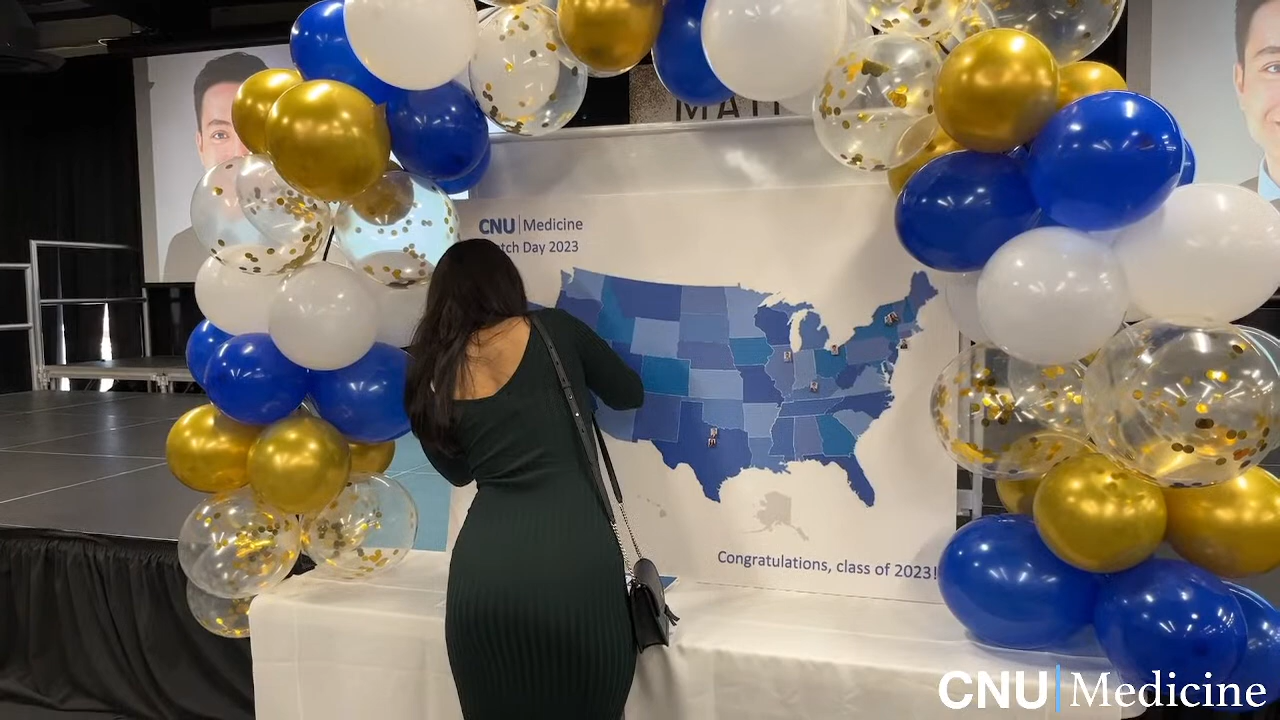 CNU Medicine
Match Day 2023
Congratulations, class of 2023!
CNU Medicine